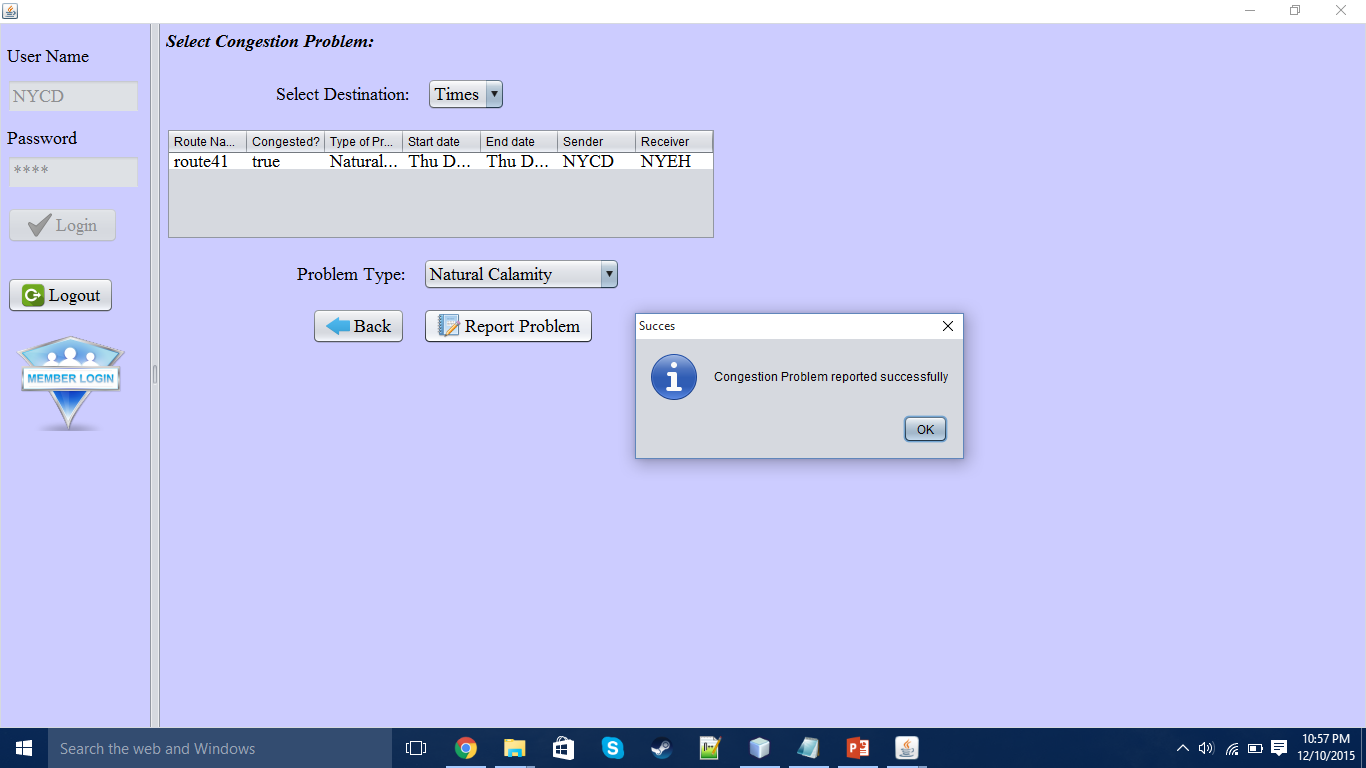 User Name
NYCD
Password
****
Login
Logout
MEMBER LOGIN
Select Congestion Problem:
Select Destination: Times
Route Na... Congested? Type of Pr... Start date End date Sender Receiver
route41 true Natural... Thu D... Thu D... NYCD NYEH
Problem Type: Natural Calamity
Back Report Problem
Succes
Congestion Problem reported successfully
OK
Search the web and Windows
10:57 PM
12/10/2015